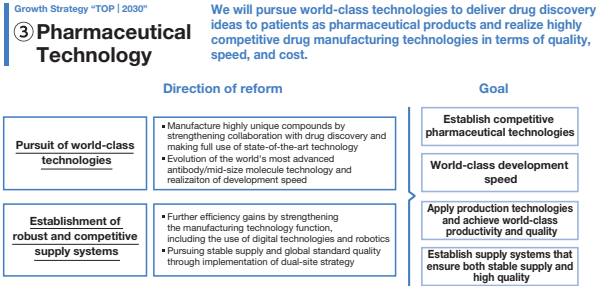 Growth Strategy "TOP | 2030"
③ Pharmaceutical
Technology
We will pursue world-class technologies to deliver drug discovery
ideas to patients as pharmaceutical products and realize highly
competitive drug manufacturing technologies in terms of quality,
speed, and cost.
Direction of reform
Goal
Pursuit of world-class
technologies
▪ Manufacture highly unique compounds by
strengthening collaboration with drug discovery and
making full use of state-of-the-art technology
▪ Evolution of the world's most advanced
antibody/mid-size molecule technology and
realizaiton of development speed
Establishment of
robust and competitive
supply systems
▪ Further efficiency gains by strengthening
the manufacturing technology function,
including the use of digital technologies and robotics
▪ Pursuing stable supply and global standard quality
through implementation of dual-site strategy
Establish competitive
pharmaceutical technologies
World-class development
speed
Apply production technologies
and achieve world-class
productivity and quality
Establish supply systems that
ensure both stable supply and
high quality